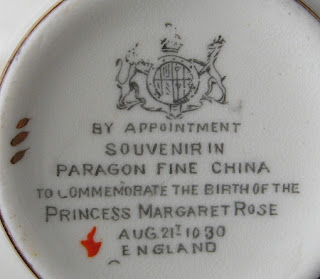 BY APPOINTMENT
SOUVENIR IN
PARAGON FINE CHINA
TO COMMEMORATE THE BIRTH OF THE
PRINCESS MARGARET ROSE
AUG. 21ST 1930
ENGLAND